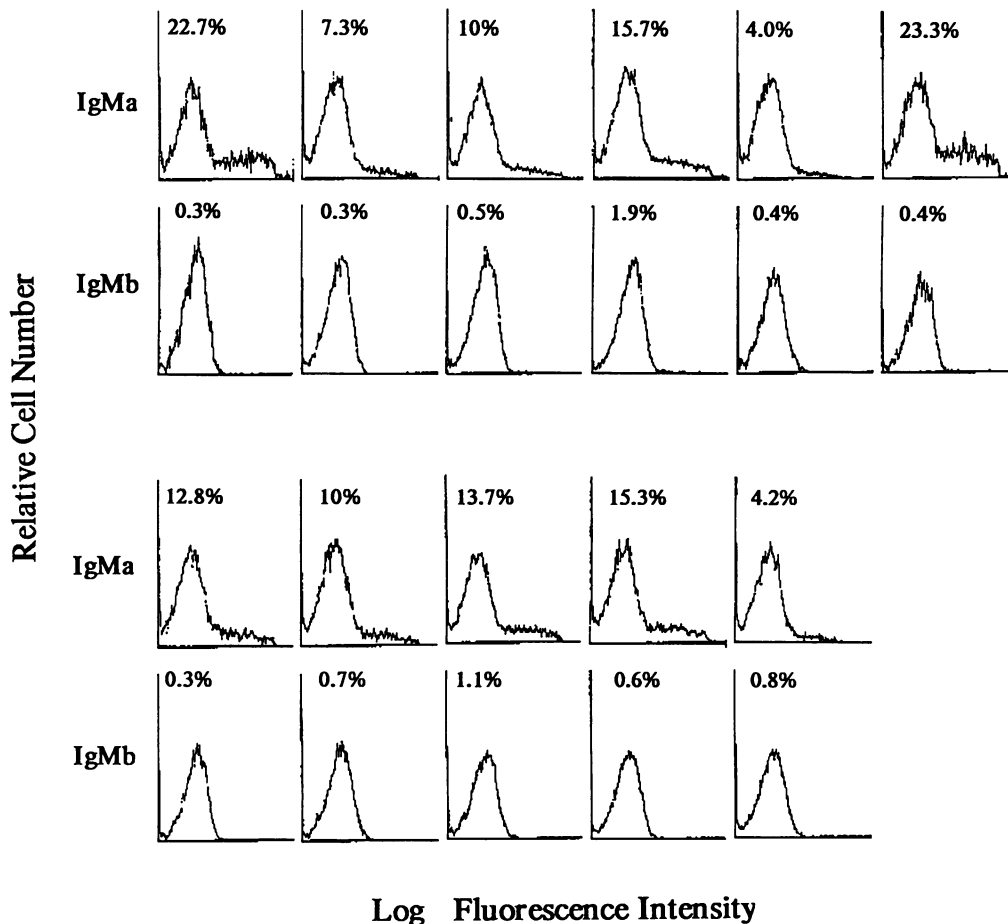 22.7% 7.3% 10% 15.7% 4.0% 23.3%
IgMa
0.3% 0.3% 0.5% 1.9% 0.4% 0.4%
IgMb
Relative Cell Number
12.8% 10% 13.7% 15.3% 4.2%
IgMa
0.3% 0.7% 1.1% 0.6% 0.8%
IgMb
Log Fluorescence Intensity